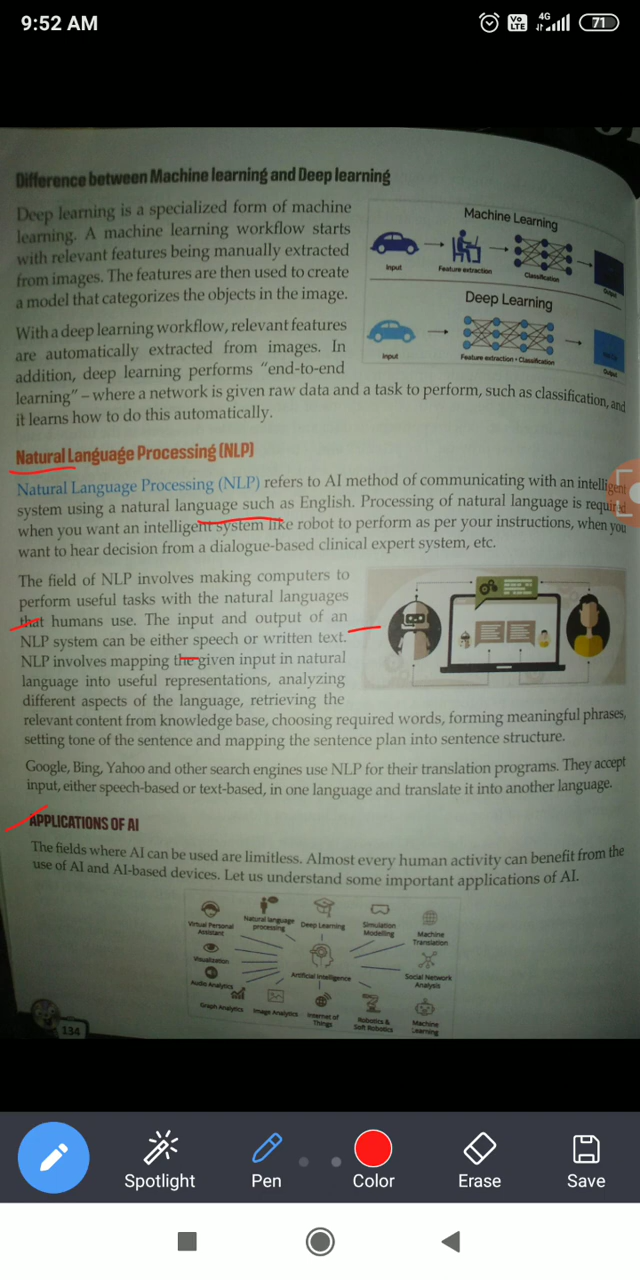 9:52 AM
Vo LTE 4G 71
Difference between Machine learning and Deep learning
Deep learning is a specialized form of machine
learning. A machine learning workflow starts
with relevant features being manually extracted
from images. The features are then used to create
a model that categorizes the objects in the image.
Machine Learning
Input
Feature extraction
Classification
Output
Deep Learning
Input
Feature extraction + Classification
Output
With a deep learning workflow, relevant features
are automatically extracted from images. In
addition, deep learning performs "end-to-end
learning" – where a network is given raw data and a task to perform, such as classification, and
it learns how to do this automatically.
Natural Language Processing (NLP)
Natural Language Processing (NLP) refers to AI method of communicating with an intelligent
system using a natural language such as English. Processing of natural language is required
when you want an intelligent system like robot to perform as per your instructions, when you
want to hear decision from a dialogue-based clinical expert system, etc.
The field of NLP involves making computers to
perform useful tasks with the natural languages
that humans use. The input and output of an
NLP system can be either speech or written text.
NLP involves mapping the given input in natural
language into useful representations, analyzing
different aspects of the language, retrieving the
relevant content from knowledge base, choosing required words, forming meaningful phrases,
setting tone of the sentence and mapping the sentence plan into sentence structure.
Google, Bing, Yahoo and other search engines use NLP for their translation programs. They accept
input, either speech-based or text-based, in one language and translate it into another language.
APPLICATIONS OF AI
The fields where AI can be used are limitless. Almost every human activity can benefit from the
use of AI and AI-based devices. Let us understand some important applications of AI.
Virtual Personal
Assistant
Natural language
processing
Deep Learning
Simulation
Modelling
Machine
Translation
Visualization
Artificial Intelligence
Social Network
Analysis
Audio Analytics
Graph Analytics
Image Analytics
Internet of
Things
Robotics &
Soft Robotics
Machine
Learning
134
Spotlight
Pen
Color
Erase
Save